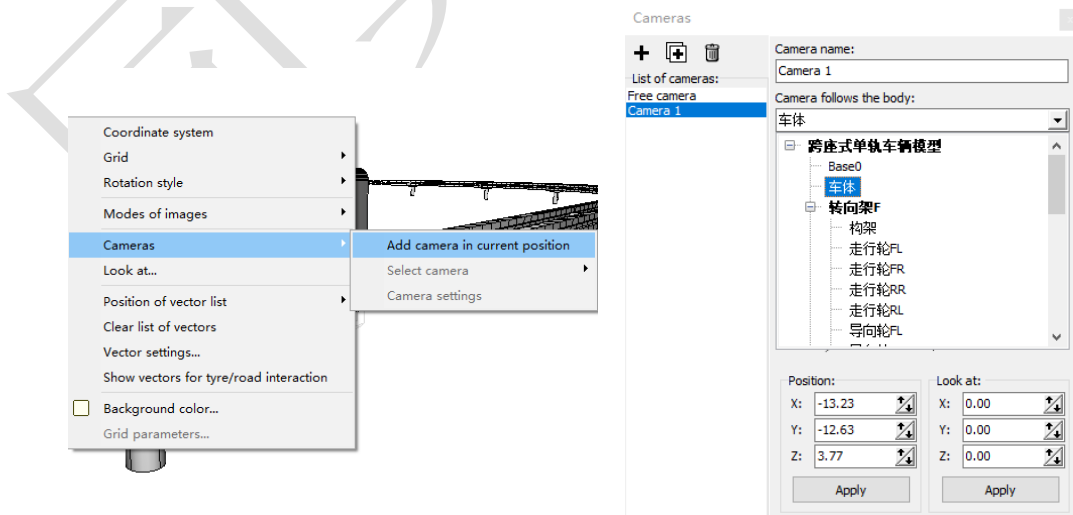 Coordinate system
Grid
Rotation style
Modes of images
Cameras
Look at...
Position of vector list
Clear list of vectors
Vector settings...
Show vectors for tyre/road interaction
Background color...
Grid parameters...
Add camera in current position
Select camera
Camera settings
Cameras
List of cameras:
Free camera
Camera 1
Camera name:
Camera 1
Camera follows the body:
车体
跨座式单轨车辆模型
Base0
车体
转向架F
构架
走行轮FL
走行轮FR
走行轮RR
走行轮RL
导向轮FL
Position:
X: -13.23
Y: -12.63
Z: 3.77
Apply
Look at:
X: 0.00
Y: 0.00
Z: 0.00
Apply